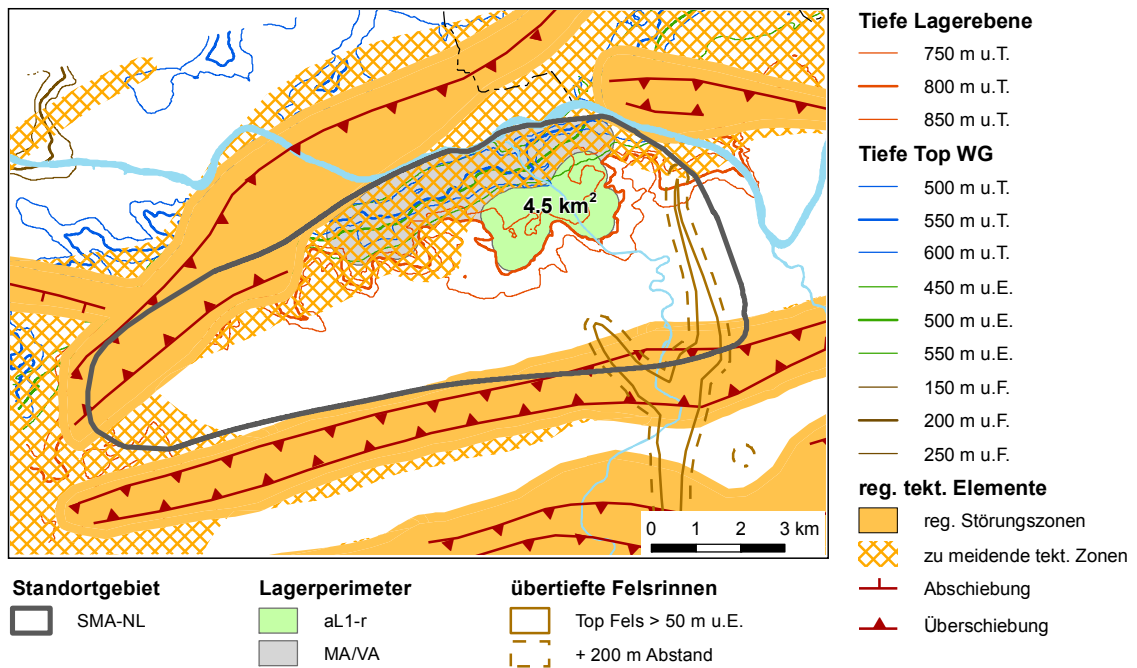 4.5 km²
0 1 2 3 km
Tiefe Lagerebene
750 m u.T.
800 m u.T.
850 m u.T.
Tiefe Top WG
500 m u.T.
550 m u.T.
600 m u.T.
450 m u.E.
500 m u.E.
550 m u.E.
150 m u.F.
200 m u.F.
250 m u.F.
reg. tekt. Elemente
reg. Störungszonen
zu meidende tekt. Zonen
Abschiebung
Überschiebung
Standortgebiet
SMA-NL
Lagerperimeter
aL1-r
MA/VA
übertiefte Felsrinnen
Top Fels > 50 m u.E.
+ 200 m Abstand